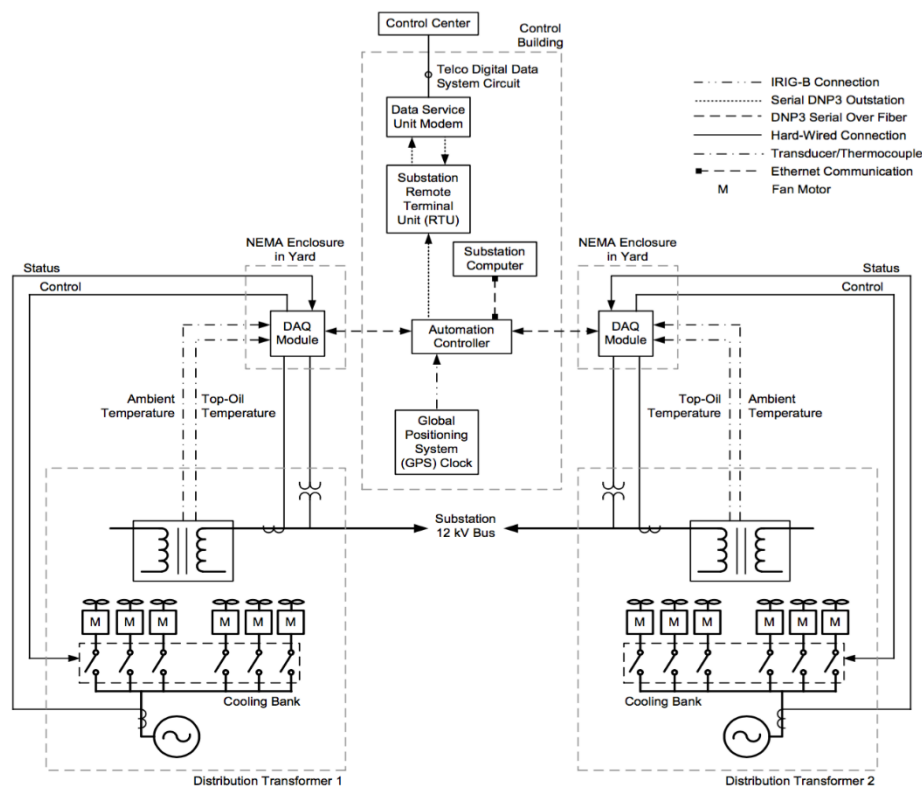 Control Center
Control
Building
Telco Digital Data
System Circuit
Data Service
Unit Modem
Substation
Remote
Terminal
Unit (RTU)
Substation
Computer
Automation
Controller
Global
Positioning
System
(GPS) Clock
IRIG-B Connection
Serial DNP3 Outstation
DNP3 Serial Over Fiber
Hard-Wired Connection
Transducer/Thermocouple
Ethernet Communication
M Fan Motor
NEMA Enclosure
in Yard
Status
Control
DAQ
Module
Ambient
Temperature
Top-Oil
Temperature
NEMA Enclosure
in Yard
Status
Control
DAQ
Module
Top-Oil
Temperature
Ambient
Temperature
Substation
12 kV Bus
M M M M M M
Cooling Bank
Distribution Transformer 1
M M M M M M
Cooling Bank
Distribution Transformer 2